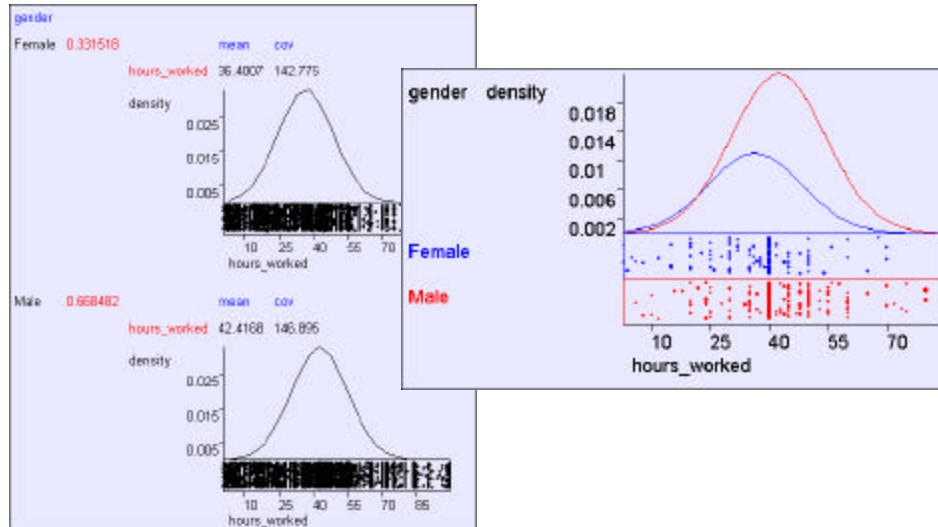 gender
Female 0.331518 mean cov
hours_worked 36.4007 142.775
density
0.025
0.015
0.005
10 25 40 55 70
hours_worked
Male 0.668482 mean cov
hours_worked 42.4168 146.895
density
0.025
0.015
0.005
10 25 40 55 70 85
hours_worked
gender density
0.018
0.014
0.01
0.006
0.002
Female
Male
10 25 40 55 70
hours_worked